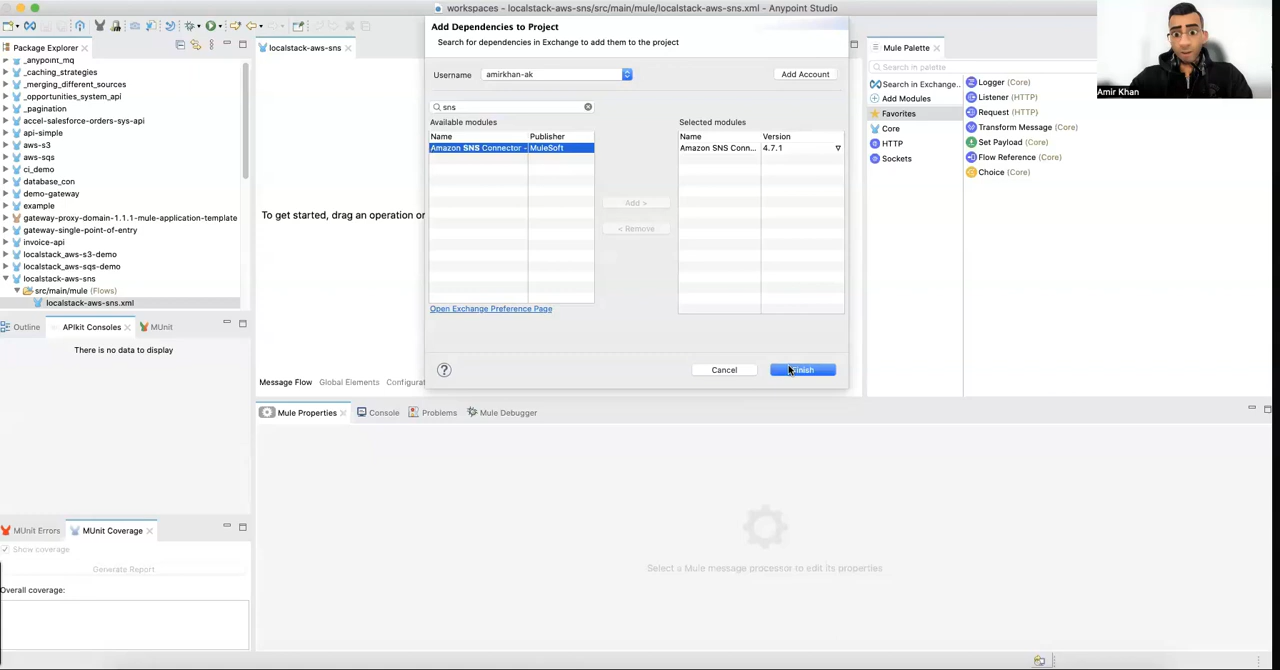 workspaces - localstack-aws-sns/src/main/mule/localstack-aws-sns.xml - Anypoint Studio
Package Explorer
_anypoint_mq
_caching_strategies
_merging_different_sources
_opportunities_system_api
_pagination
accel-salesforce-orders-sys-api
api-simple
aws-s3
aws-sqs
ci_demo
database_con
demo-gateway
example
gateway-proxy-domain-1.1.1-mule-application-template
gateway-single-point-of-entry
invoice-api
localstack_aws-s3-demo
localstack_aws-sqs-demo
localstack-aws-sns
src/main/mule (Flows)
localstack-aws-sns.xml
Outline
APIkit Consoles
MUnit
There is no data to display
MUnit Errors
MUnit Coverage
Show coverage
Generate Report
Overall coverage:
localstack-aws-sns
To get started, drag an operation or
Message Flow
Global Elements
Configurat
Add Dependencies to Project
Search for dependencies in Exchange to add them to the project
Username
amirkhan-ak
Add Account
sns
Available modules
Name
Publisher
Amazon SNS Connector -
MuleSoft
Add >
< Remove
Selected modules
Name
Version
Amazon SNS Conn...
4.7.1
Open Exchange Preference Page
?
Cancel
Finish
Mule Palette
Search in palette
Search in Exchange..
Add Modules
Favorites
Core
HTTP
Sockets
Logger (Core)
Listener (HTTP)
Request (HTTP)
Transform Message (Core)
Set Payload (Core)
Flow Reference (Core)
Choice (Core)
Amir Khan
Mule Properties
Console
Problems
Mule Debugger
Select a Mule message processor to edit its properties